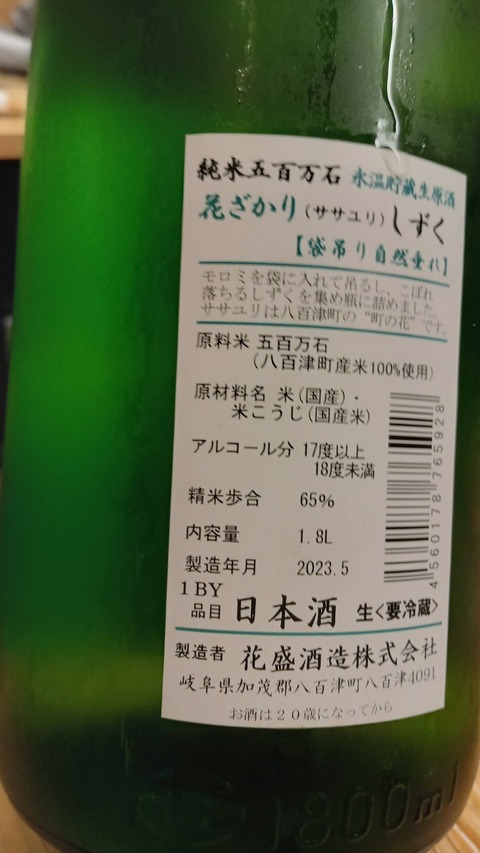 純米五百万石 氷温貯蔵生原酒
花ざかり(ササユリ)しずく
【袋吊り自然垂れ】
モロミを袋に入れて吊るし、こぼれ
落ちるしずくを集め瓶に詰めました。
ササユリは八百津町の“町の花”です。
原料米 五百万石
(八百津町産米100%使用)
原材料名 米(国産)・
米こうじ(国産米)
アルコール分 17度以上
18度未満
精米歩合 65%
内容量 1.8L
製造年月 2023.5
1BY
品目 日本酒 生<要冷蔵>
4560178765928
製造者 花盛酒造株式会社
岐阜県加茂郡八百津町八百津4091
お酒は20歳になってから
1800ml